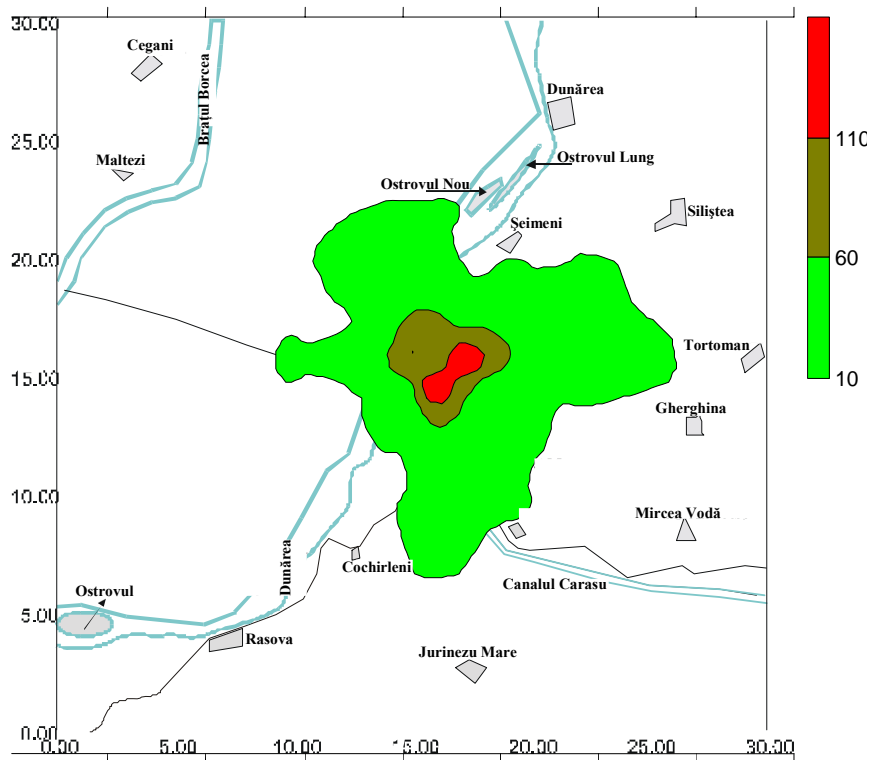 30.00
Cegani
Brațul Borcea
110
Dunărea
25.00
Maltezi
Ostrovul Lung
Ostrovul Nou
Siliştea
Şeimeni
20.00
60
Tortoman
15.00
10
Gherghina
10.00
Mircea Vodă
Cochirleni
Dunărea
Canalul Carasu
Ostrovul
5.00
Rasova
Jurinezu Mare
0.00
0.00 5.00 10.00 15.00 20.00 25.00 30.00